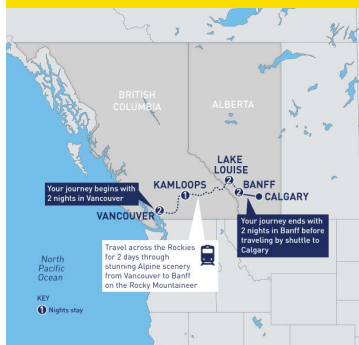 BRITISH
COLUMBIA
ALBERTA
LAKE
LOUISE
2
Your journey begins with
2 nights in Vancouver
KAMLOOPS
1
2
BANFF
CALGARY
VANCOUVER
2
Your journey ends with
2 nights in Banff before
traveling by shuttle to
Calgary
Travel across the Rockies
for 2 days through
stunning Alpine scenery
from Vancouver to Banff
on the Rocky Mountaineer
North
Pacific
Ocean
KEY
1 Nights stay